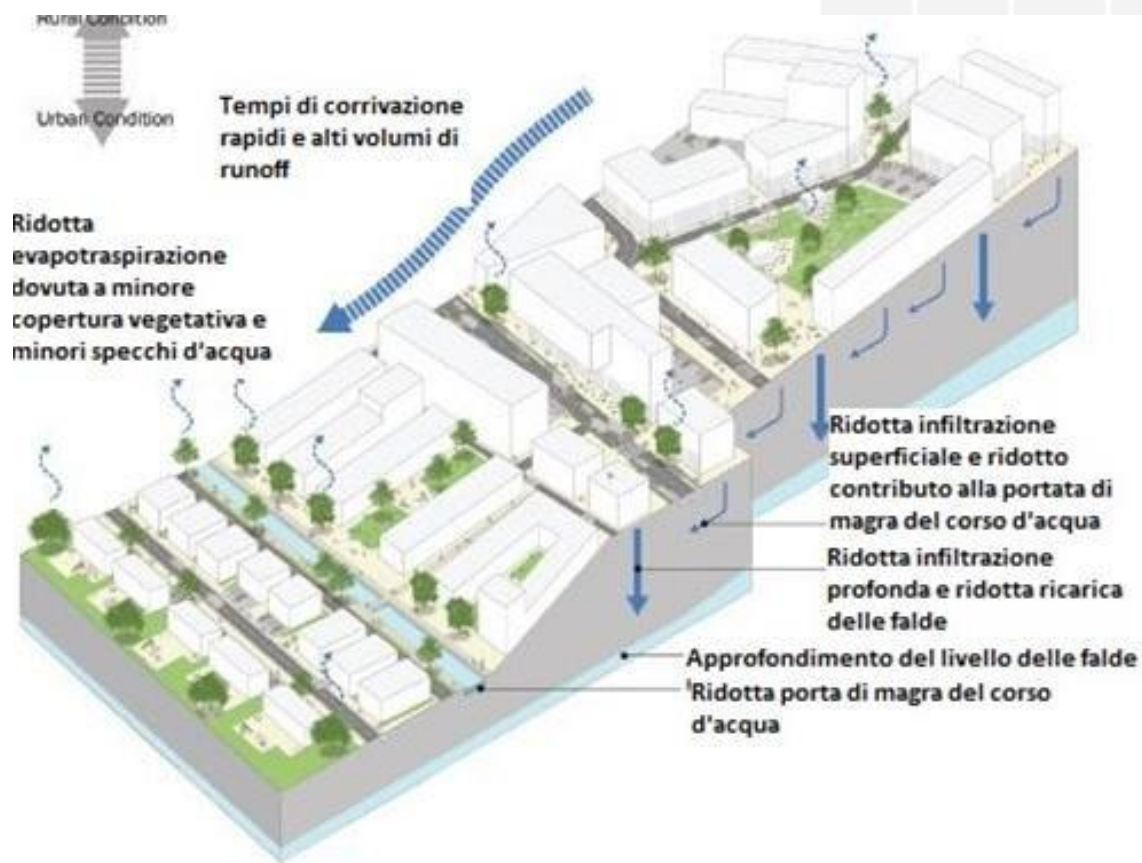 Rural Condition
Urban Condition
Tempi di corrivazione
rapidi e alti volumi di
runoff
Ridotta
evapotraspirazione
dovuta a minore
copertura vegetativa e
minori specchi d'acqua
Ridotta infiltrazione
superficiale e ridotto
contributo alla portata di
magra del corso d'acqua
Ridotta infiltrazione
profonda e ridotta ricarica
delle falde
Approfondimento del livello delle falde
Ridotta porta di magra del corso
d'acqua